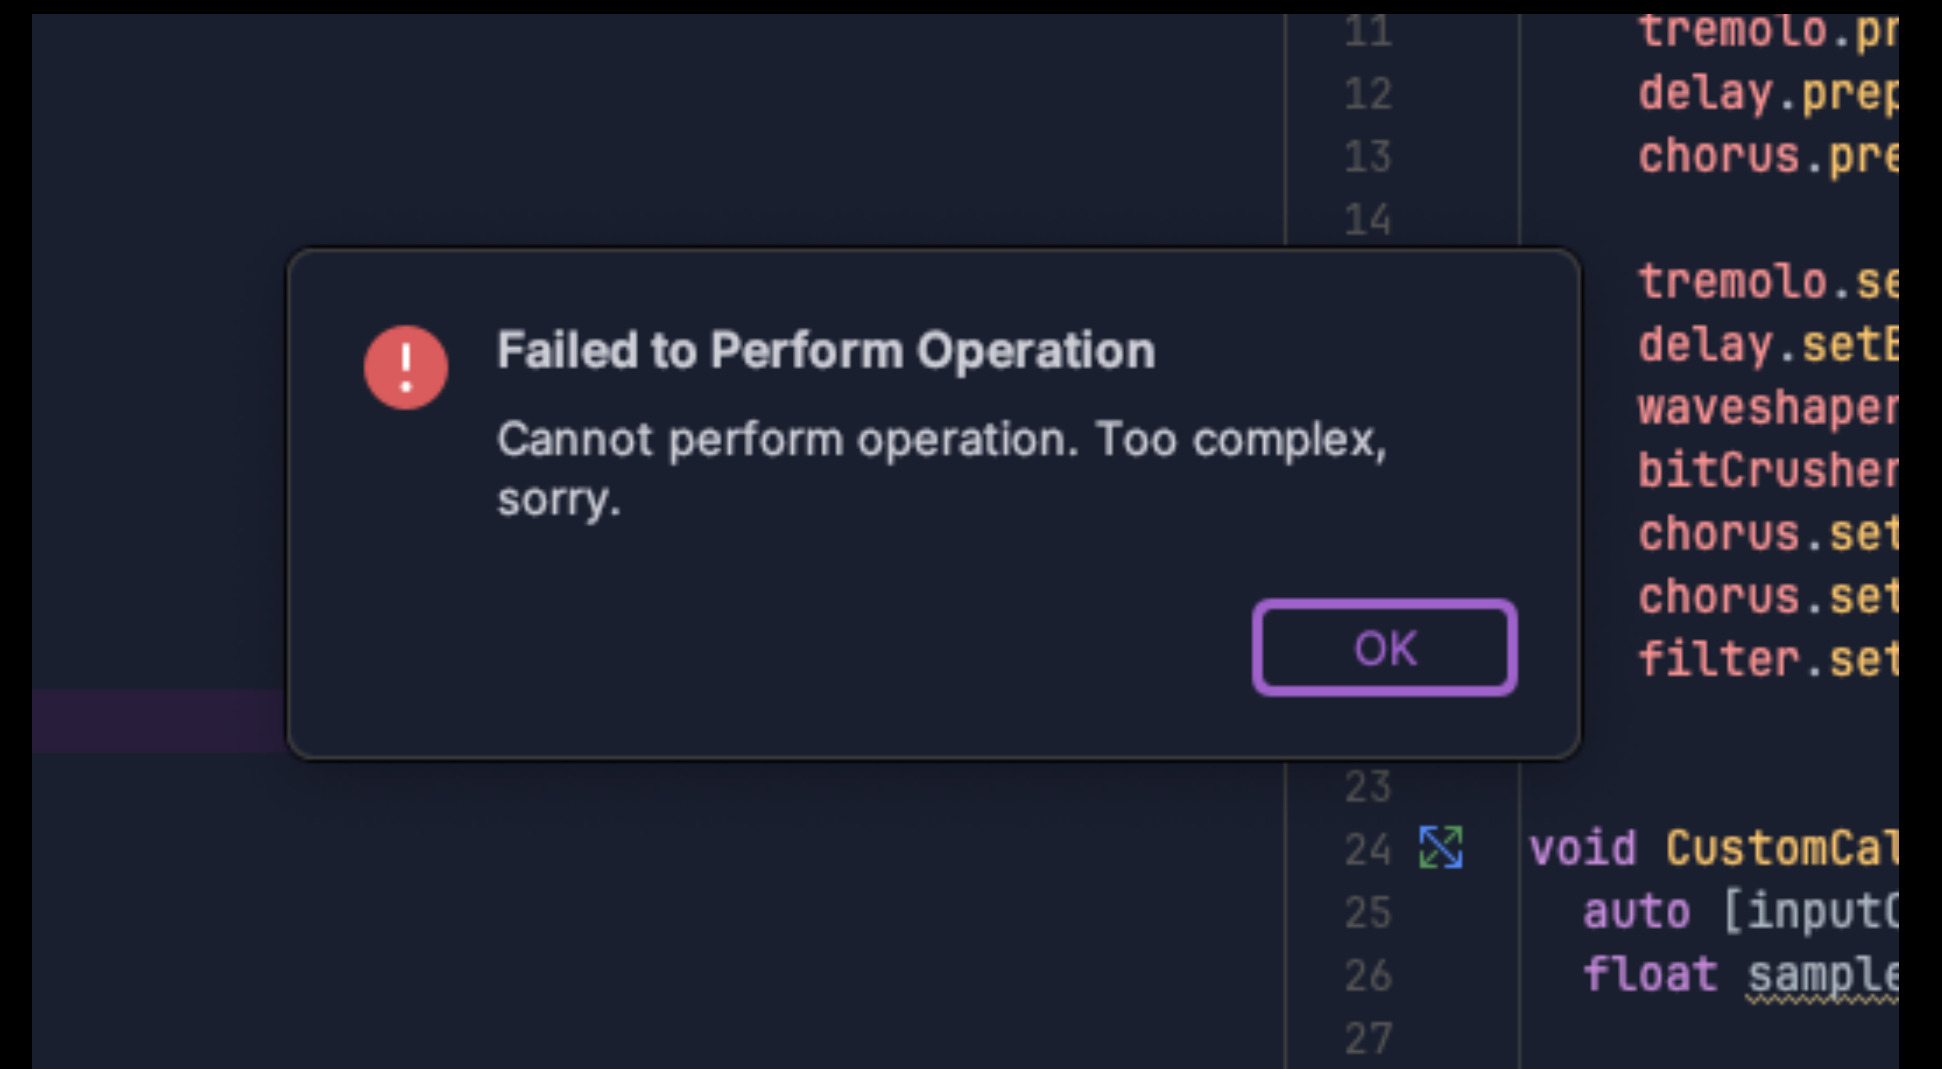 11 tremolo.pr
12 delay.prep
13 chorus.pre
14
tremolo.se
delay.setB
waveshaper
bitCrusher
chorus.set
chorus.set
filter.set
Failed to Perform Operation
Cannot perform operation. Too complex,
sorry.
OK
23
24 void CustomCal
25 auto [inputC
26 float sample
27